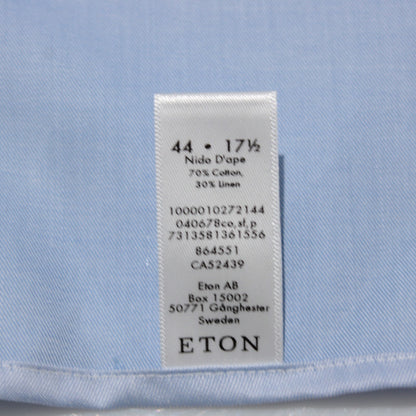 44 • 17½
Nido D'ape
70% Cotton,
30% Linen
1000010272144
040678co,sf,p
7313581361556
864551
CA52439
Eton AB
Box 15002
50771 Gånghester
Sweden
ETON